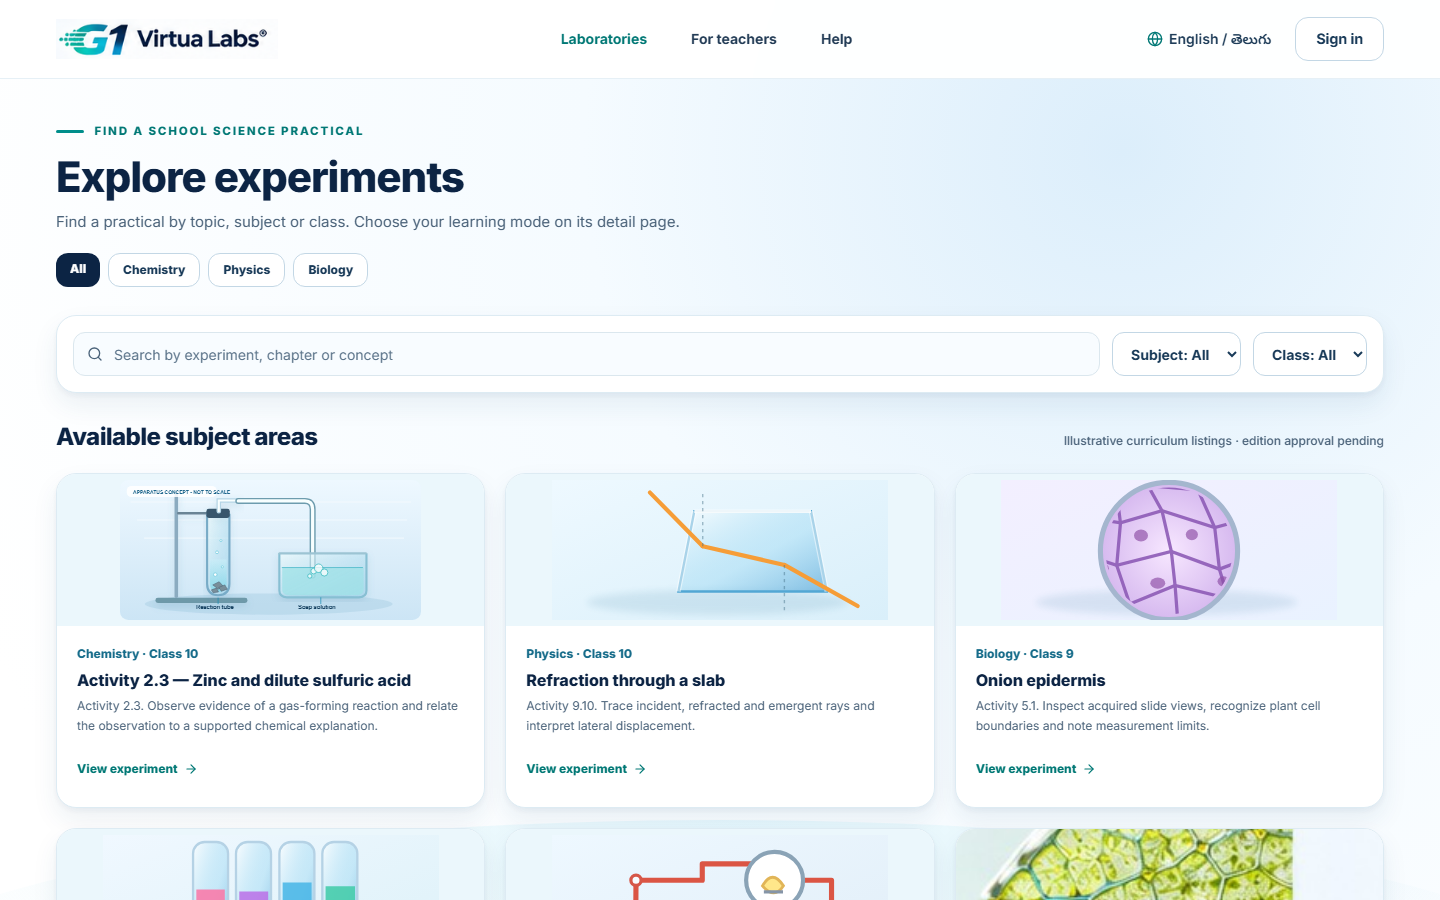 G1 Virtua Labs®
Laboratories
For teachers
Help
English / తెలుగు
Sign in
FIND A SCHOOL SCIENCE PRACTICAL
Explore experiments
Find a practical by topic, subject or class. Choose your learning mode on its detail page.
All
Chemistry
Physics
Biology
Search by experiment, chapter or concept
Subject: All
Class: All
Available subject areas
Illustrative curriculum listings · edition approval pending
APPARATUS CONCEPT - NOT TO SCALE
Reaction tube
Soap solution
Chemistry · Class 10
Activity 2.3 — Zinc and dilute sulfuric acid
Activity 2.3. Observe evidence of a gas-forming reaction and relate
the observation to a supported chemical explanation.
View experiment
Physics · Class 10
Refraction through a slab
Activity 9.10. Trace incident, refracted and emergent rays and
interpret lateral displacement.
View experiment
Biology · Class 9
Onion epidermis
Activity 5.1. Inspect acquired slide views, recognize plant cell
boundaries and note measurement limits.
View experiment